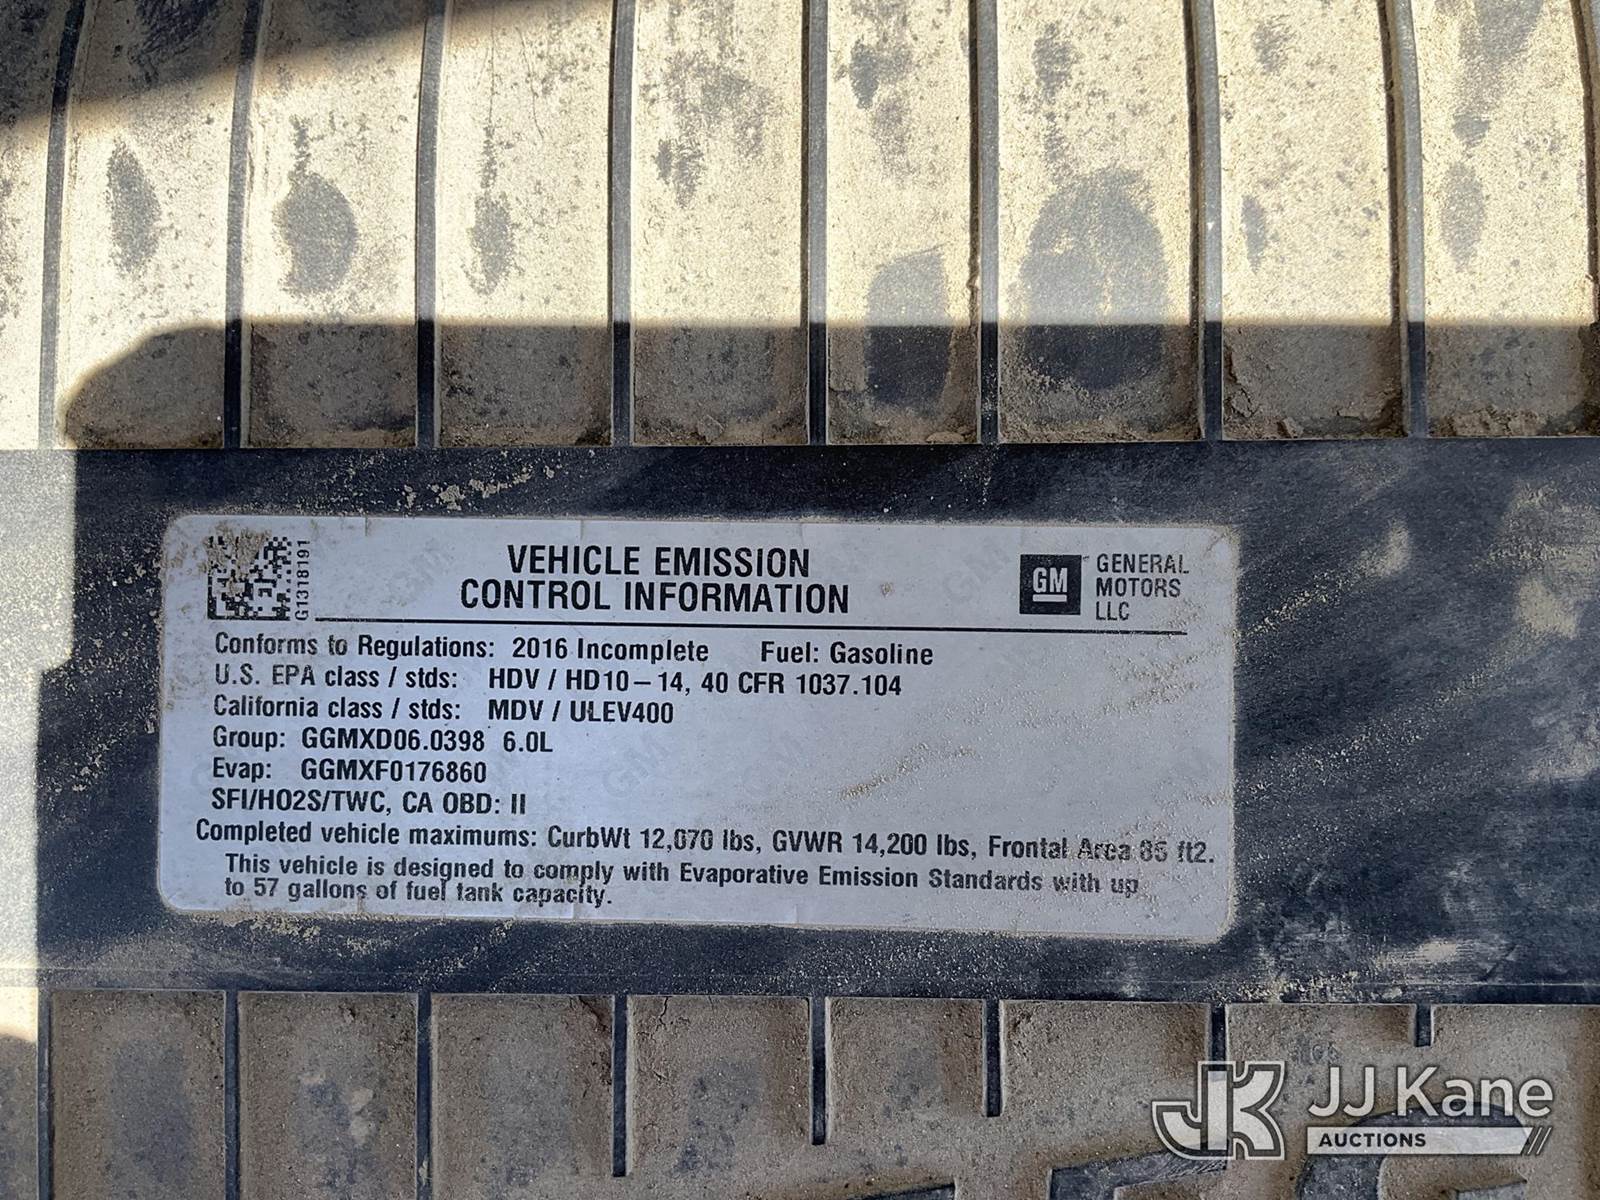 G1318191
VEHICLE EMISSION
CONTROL INFORMATION
GM
GENERAL
MOTORS
LLC
Conforms to Regulations: 2016 Incomplete Fuel: Gasoline
U.S. EPA class / stds: HDV / HD10-14, 40 CFR 1037.104
California class / stds: MDV / ULEV400
Group: GGMXD06.0398 6.0L
Evap: GGMXF0176860
SFI/HO2S/TWC, CA OBD: II
Completed vehicle maximums: CurbWt 12,070 lbs, GVWR 14,200 lbs, Frontal Area ft2.
This vehicle is designed to comply with Evaporative Emission Standards with up
to 57 gallons of fuel tank capacity.
JK JJ Kane
AUCTIONS